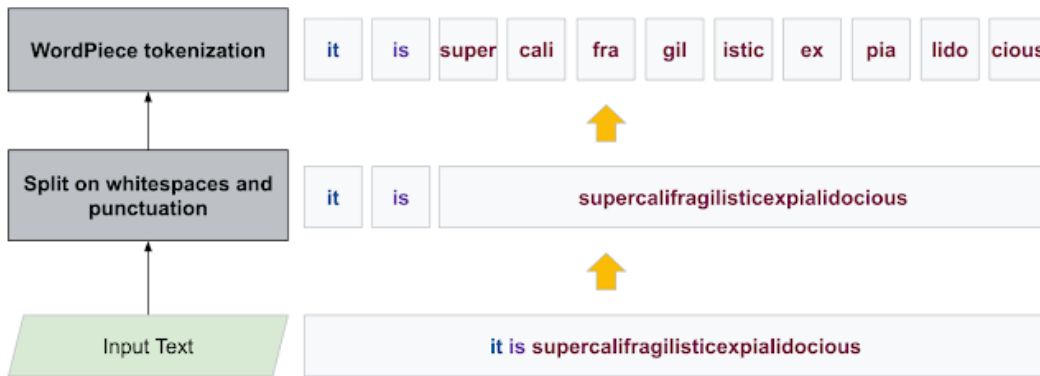 WordPiece tokenization
it is super cali fra gil istic ex pia lido cious
Split on whitespaces and
punctuation
it is supercalifragilisticexpialidocious
Input Text
it is supercalifragilisticexpialidocious